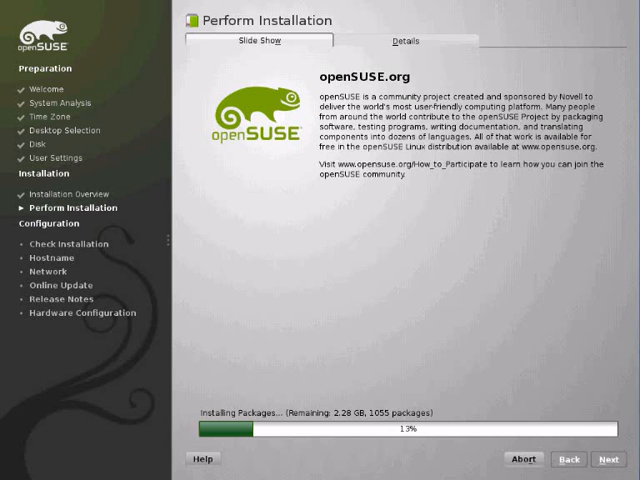 openSUSE
Preparation
Welcome
System Analysis
Time Zone
Desktop Selection
Disk
User Settings
Installation
Installation Overview
Perform Installation
Configuration
Check Installation
Hostname
Network
Online Update
Release Notes
Hardware Configuration
Perform Installation
Slide Show
Details
openSUSE
openSUSE.org
openSUSE is a community project created and sponsored by Novell to
deliver the world's most user-friendly computing platform. Many people
from around the world contribute to the openSUSE Project by packaging
software, testing programs, writing documentation, and translating
components into dozens of languages. All of this work is available for
free in the openSUSE Linux distribution available at www.opensuse.org.
Visit www.opensuse.org/How_to_Participate to learn how you can join the
openSUSE community.
Installing Packages... (Remaining: 2.28 GB, 1055 packages)
13%
Help
Abort
Back
Next